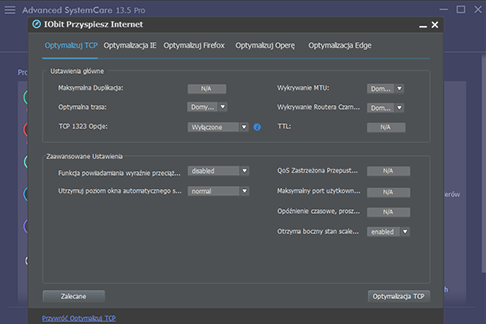 Advanced SystemCare 13.5 Pro
IObit Przyspiesz Internet
Optymalizuj TCP Optymalizacja IE Optymalizuj Firefox Optymalizuj Operę Optymalizacja Edge
Ustawienia główne
Maksymalna Duplikacja: N/A Wykrywanie MTU: Dom...
Optymalna trasa: Domy... Wykrywanie Routera Czarn... Dom...
TCP 1323 Opcje: Wyłączone TTL: N/A
Zaawansowane Ustawienia
Funkcja powiadamiania wyraźnie przeciąż... disabled QoS Zastrzeżona Przepust... N/A
Utrzymuj poziom okna automatycznego s... normal Maksymalny port użytkown... N/A
Opóźnienie czasowe, prosz... N/A
Otrzyma boczny stan scale... enabled
Zalecane Optymalizacja TCP
Przywróć Optymalizuj TCP